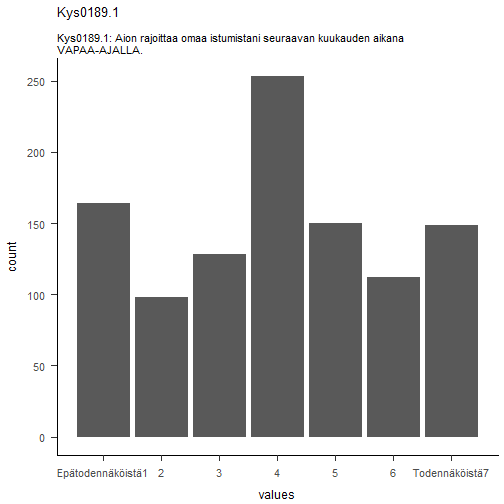 Kys0189.1
Kys0189.1: Aion rajoittaa omaa istumistani seuraavan kuukauden aikana
VAPAA-AJALLA.
250
200
150
100
50
0
count
Epätodennäköistä1 2 3 4 5 6 Todennäköistä7
values